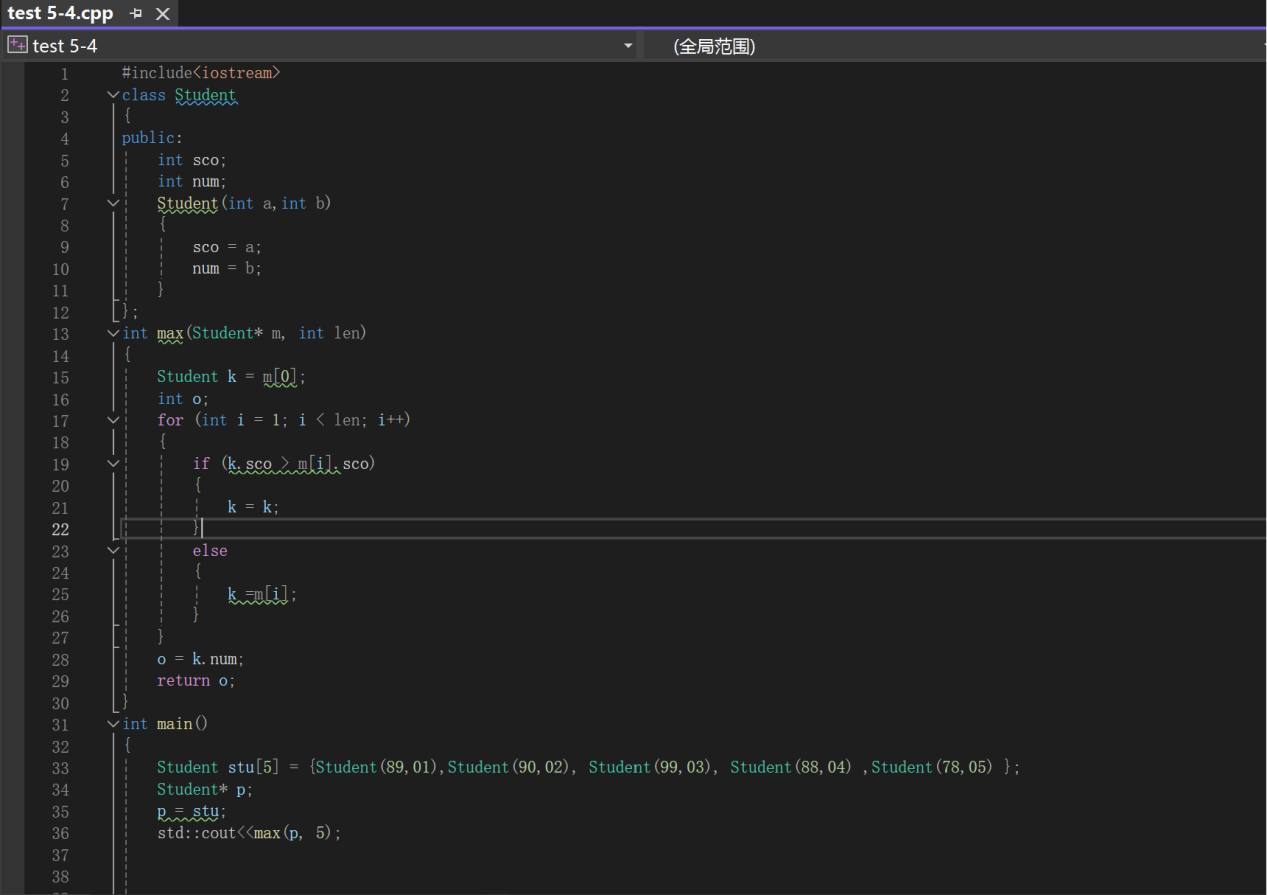 test 5-4.cpp
test 5-4
(全局范围)
1 #include<iostream>
2 class Student
3 {
4 public:
5 int sco;
6 int num;
7 Student(int a,int b)
8 {
9 sco = a;
10 num = b;
11 }
12 };
13 int max(Student* m, int len)
14 {
15 Student k = m[0];
16 int o;
17 for (int i = 1; i < len; i++)
18 {
19 if (k.sco > m[i].sco)
20 {
21 k = k;
22 }
23 else
24 {
25 k =m[i];
26 }
27 }
28 o = k.num;
29 return o;
30 }
31 int main()
32 {
33 Student stu[5] = {Student(89,01),Student(90,02), Student(99,03), Student(88,04) ,Student(78,05) };
34 Student* p;
35 p = stu;
36 std::cout<<max(p, 5);
37
38